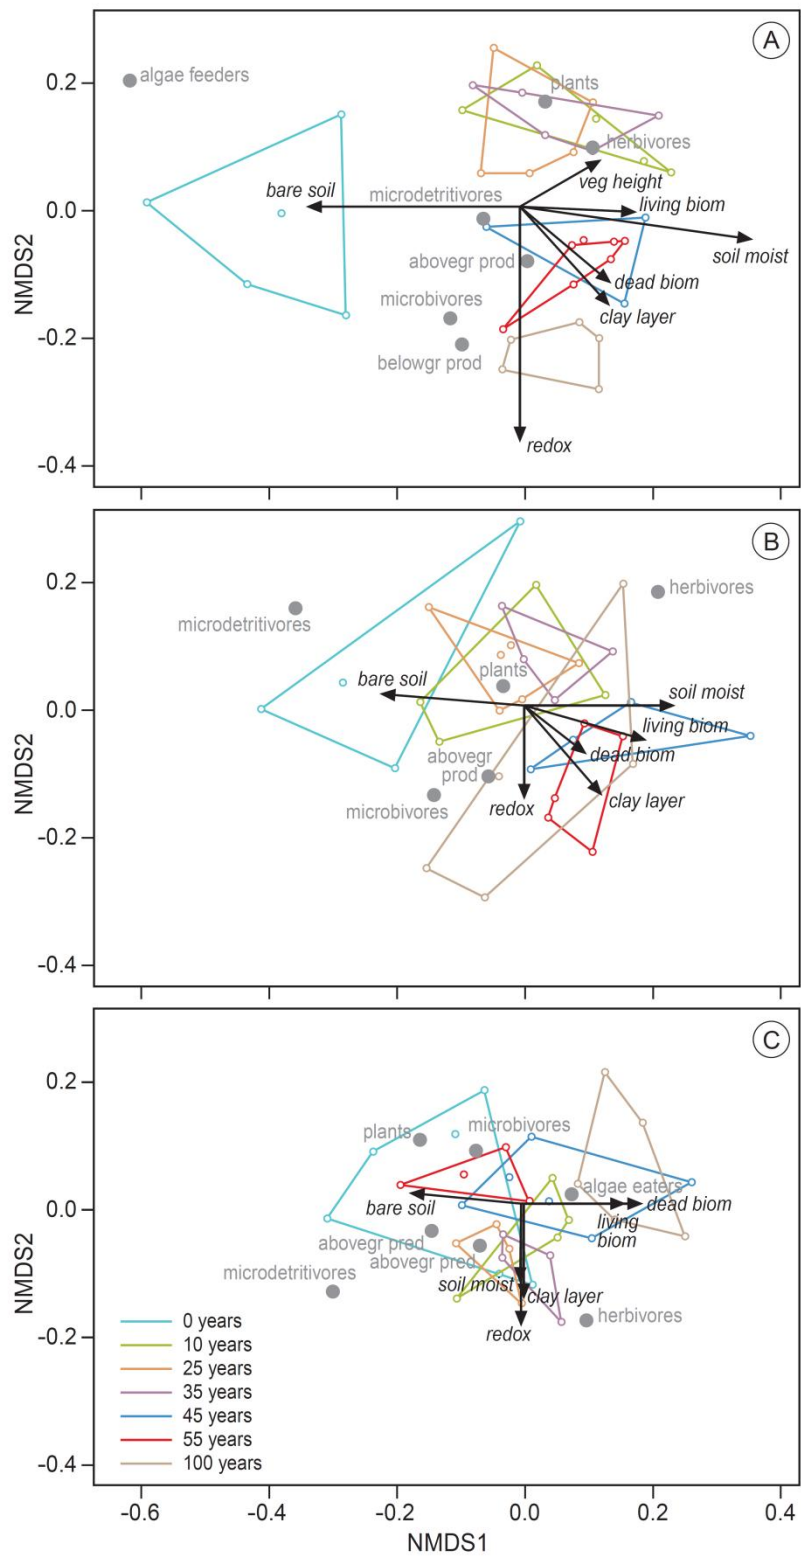 A
0.2
algae feeders
plants
herbivores
veg height
bare soil
microdetritivores
living biom
0.0
soil moist
abovegr prod
dead biom
microbivores
clay layer
NMDS2
-0.2
belowgr prod
redox
-0.4
B
0.2
herbivores
microdetritivores
plants
bare soil
soil moist
0.0
living biom
abovegr
prod
dead biom
microbivores
redox
clay layer
NMDS2
-0.2
-0.4
C
0.2
plants
microbivores
algae eaters
bare soil
dead biom
0.0
living
biom
abovegr pred
abovegr pred
microdetritivores
soil moist
clay layer
herbivores
redox
NMDS2
-0.2
-0.4
0 years
10 years
25 years
35 years
45 years
55 years
100 years
-0.6
-0.4
-0.2
0.0
0.2
0.4
NMDS1